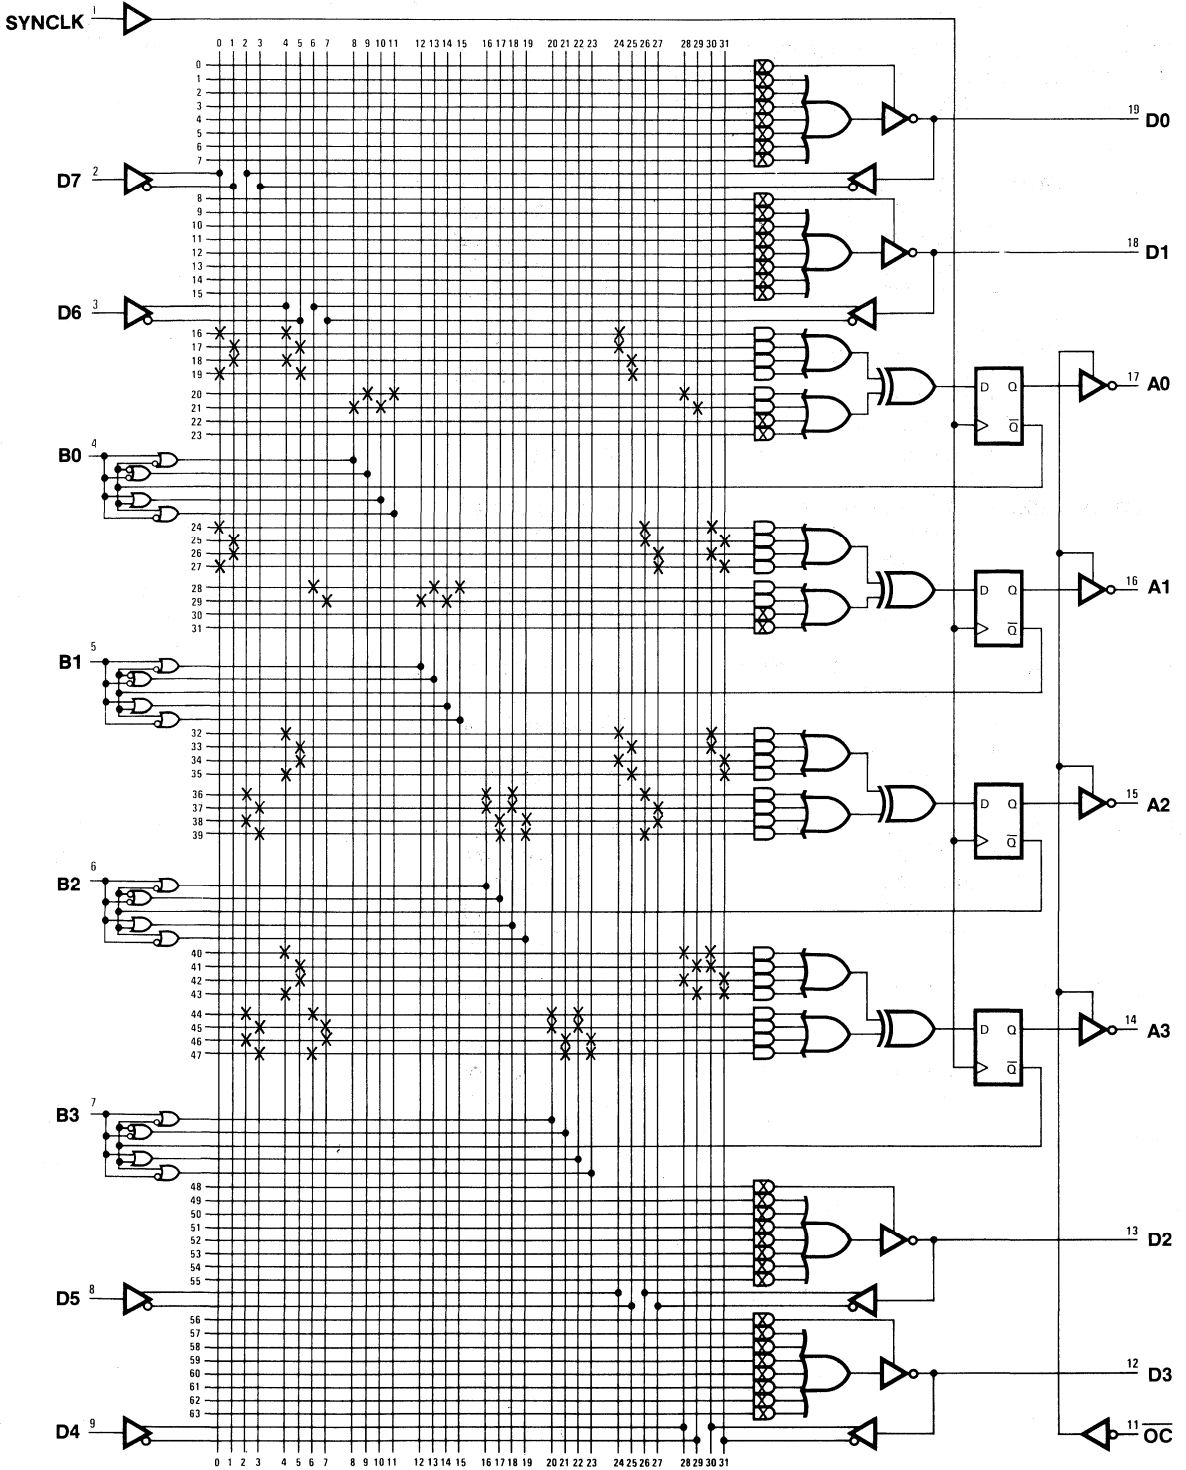 1
SYNCLK
0 1 2 3 4 5 6 7 8 9 10 11 12 13 14 15 16 17 18 19 20 21 22 23 24 25 26 27 28 29 30 31
0
1
2
3
4
5
6
7
19 D0
D7 2
8
9
10
11
12
13
14
15
18 D1
D6 3
16
17
18
19
20
21
22
23
D Q
Q̅
17 A0
B0 4
24
25
26
27
28
29
30
31
D Q
Q̅
16 A1
B1 5
32
33
34
35
36
37
38
39
D Q
Q̅
15 A2
B2 6
40
41
42
43
44
45
46
47
D Q
Q̅
14 A3
B3 7
48
49
50
51
52
53
54
55
13 D2
D5 8
56
57
58
59
60
61
62
63
12 D3
D4 9
11 O̅C̅
0 1 2 3 4 5 6 7 8 9 10 11 12 13 14 15 16 17 18 19 20 21 22 23 24 25 26 27 28 29 30 31